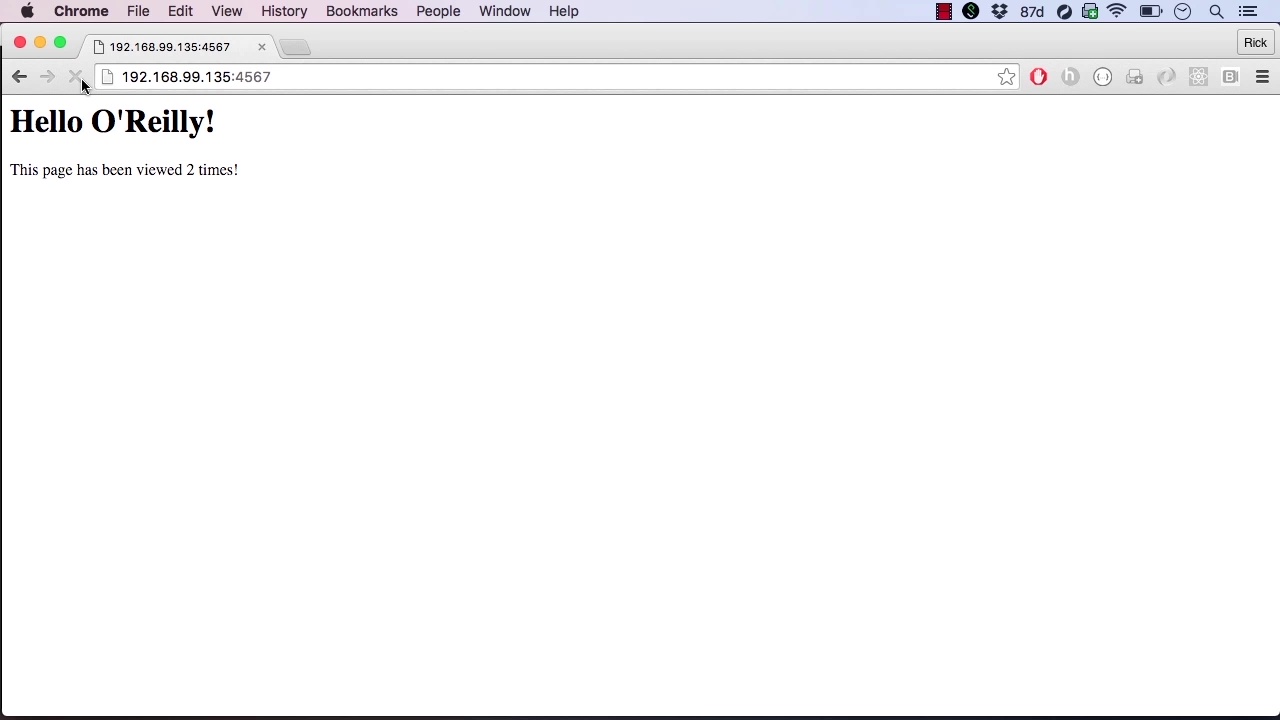 Chrome File Edit View History Bookmarks People Window Help 87d
192.168.99.135:4567 Rick
192.168.99.135:4567
Hello O'Reilly!
This page has been viewed 2 times!